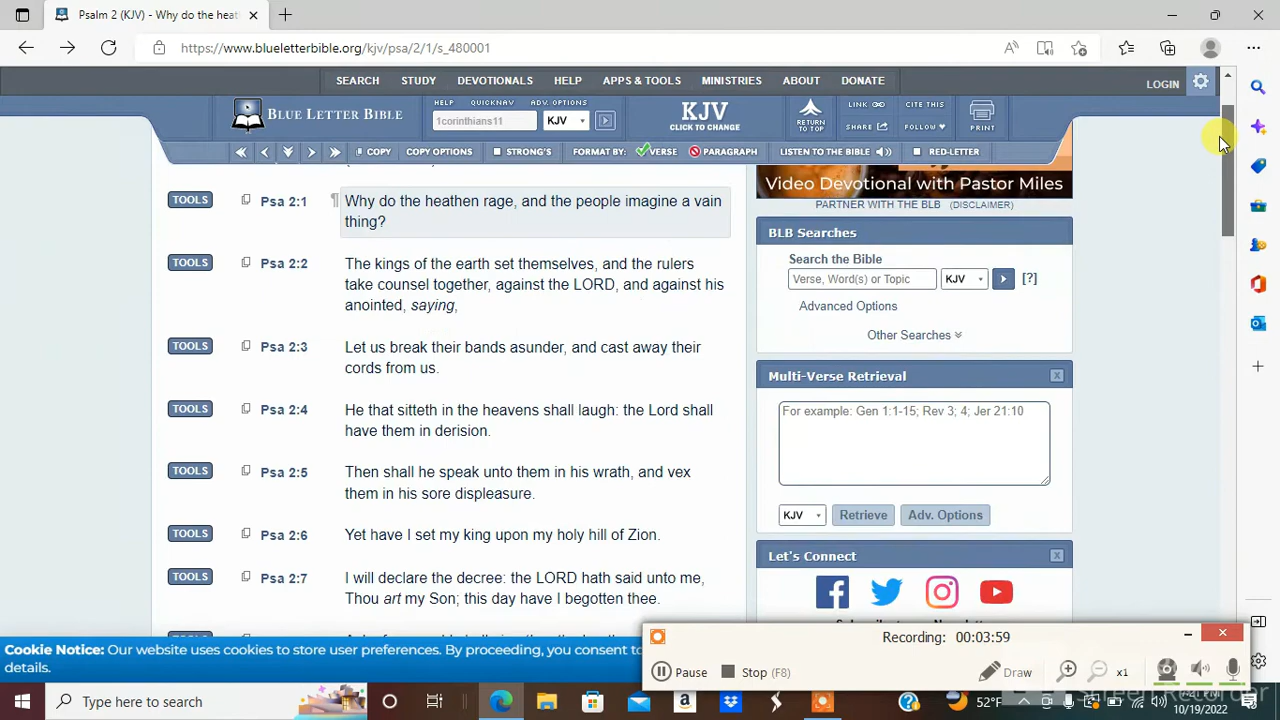 Psalm 2 (KJV) - Why do the heat
https://www.blueletterbible.org/kjv/psa/2/1/s_480001
SEARCH STUDY DEVOTIONALS HELP APPS & TOOLS MINISTRIES ABOUT DONATE LOGIN
BLUE LETTER BIBLE
HELP QUICKNAV ADV. OPTIONS
1corinthians11 KJV
KJV
CLICK TO CHANGE
RETURN TO TOP
LINK CITE THIS
SHARE FOLLOW PRINT
COPY COPY OPTIONS STRONG'S FORMAT BY: VERSE PARAGRAPH LISTEN TO THE BIBLE RED-LETTER
TOOLS Psa 2:1 ¶ Why do the heathen rage, and the people imagine a vain
thing?
TOOLS Psa 2:2 The kings of the earth set themselves, and the rulers
take counsel together, against the LORD, and against his
anointed, saying,
TOOLS Psa 2:3 Let us break their bands asunder, and cast away their
cords from us.
TOOLS Psa 2:4 He that sitteth in the heavens shall laugh: the Lord shall
have them in derision.
TOOLS Psa 2:5 Then shall he speak unto them in his wrath, and vex
them in his sore displeasure.
TOOLS Psa 2:6 Yet have I set my king upon my holy hill of Zion.
TOOLS Psa 2:7 I will declare the decree: the LORD hath said unto me,
Thou art my Son; this day have I begotten thee.
Video Devotional with Pastor Miles
PARTNER WITH THE BLB (DISCLAIMER)
BLB Searches
Search the Bible
Verse, Word(s) or Topic KJV [?]
Advanced Options
Other Searches
Multi-Verse Retrieval x
For example: Gen 1:1-15; Rev 3; 4; Jer 21:10
KJV Retrieve Adv. Options
Let's Connect x
Cookie Notice: Our website uses cookies to store user preferences. By proceeding, you consent to
details.
Recording: 00:03:59
Pause Stop (F8) Draw x1
Type here to search
52°F
10/19/2022